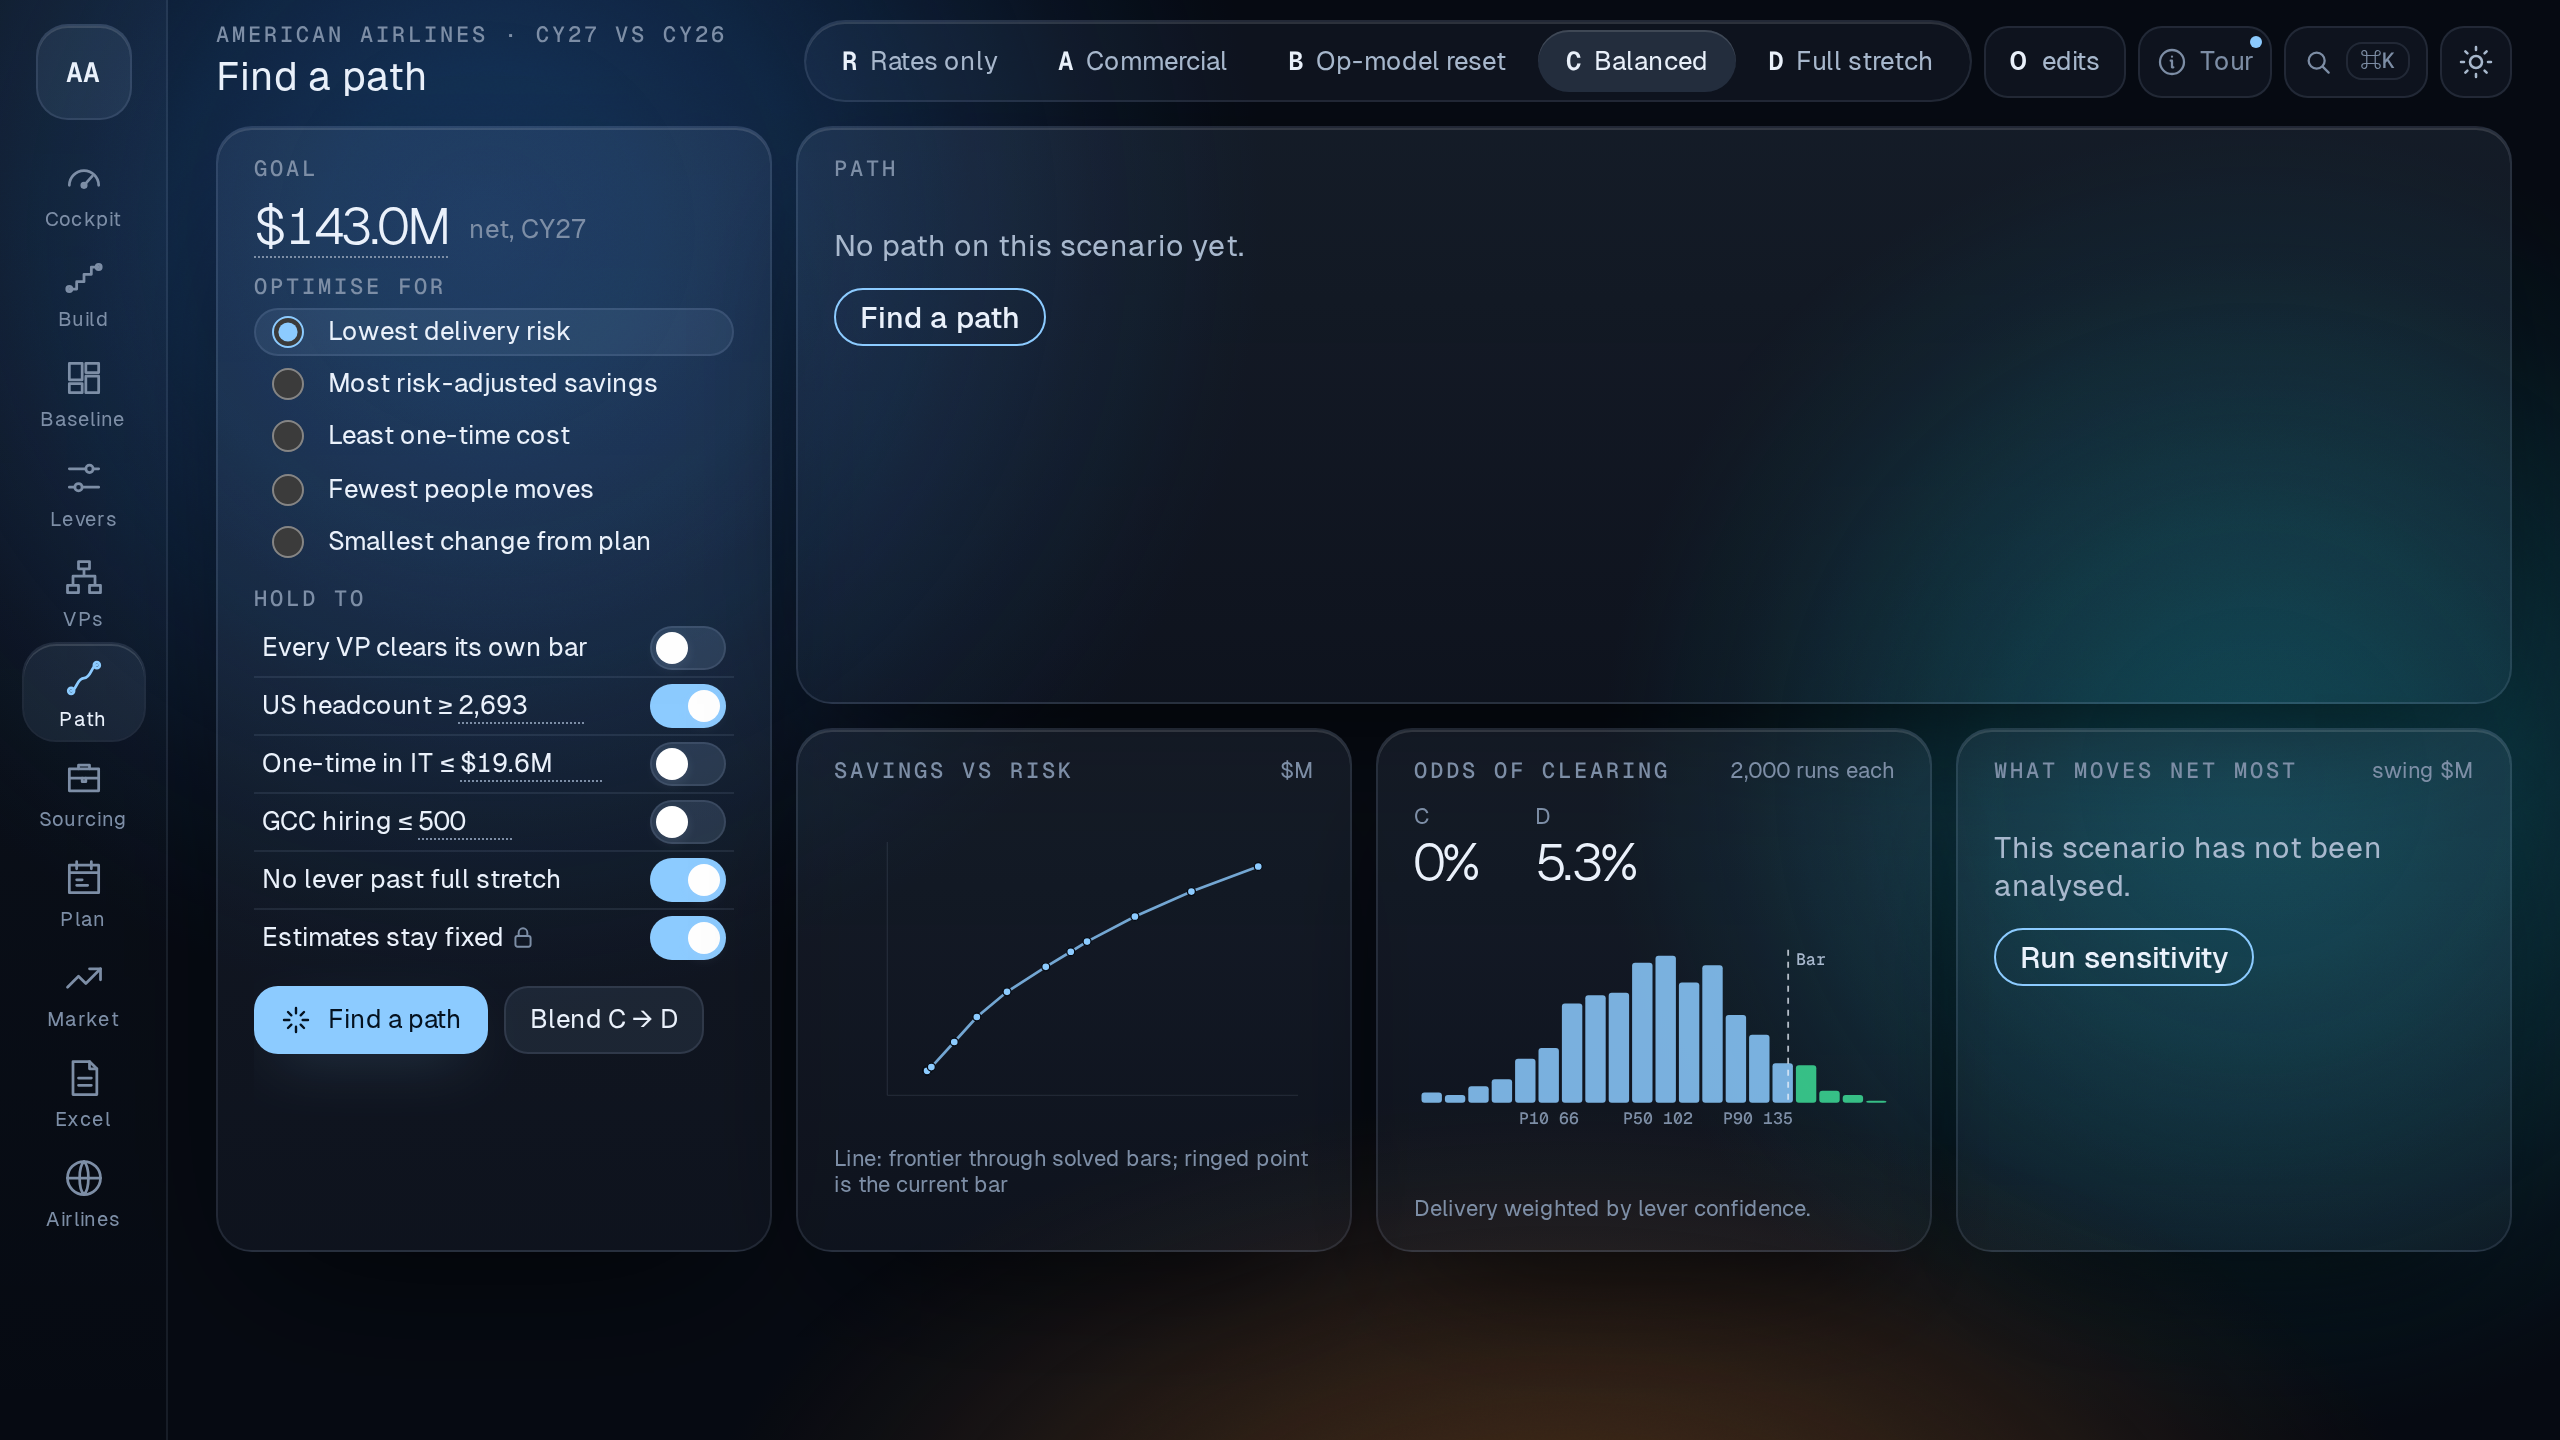 AA
AMERICAN AIRLINES · CY27 VS CY26
Find a path
R Rates only
A Commercial
B Op-model reset
C Balanced
D Full stretch
0 edits
Tour
⌘K
Cockpit
Build
Baseline
Levers
VPs
Path
Sourcing
Plan
Market
Excel
Airlines
GOAL
$143.0M net, CY27
OPTIMISE FOR
Lowest delivery risk
Most risk-adjusted savings
Least one-time cost
Fewest people moves
Smallest change from plan
HOLD TO
Every VP clears its own bar
US headcount ≥ 2,693
One-time in IT ≤ $19.6M
GCC hiring ≤ 500
No lever past full stretch
Estimates stay fixed
Find a path
Blend C → D
PATH
No path on this scenario yet.
Find a path
SAVINGS VS RISK $M
Line: frontier through solved bars; ringed point
is the current bar
ODDS OF CLEARING 2,000 runs each
C D
0% 5.3%
Bar
P10 66 P50 102 P90 135
Delivery weighted by lever confidence.
WHAT MOVES NET MOST swing $M
This scenario has not been
analysed.
Run sensitivity